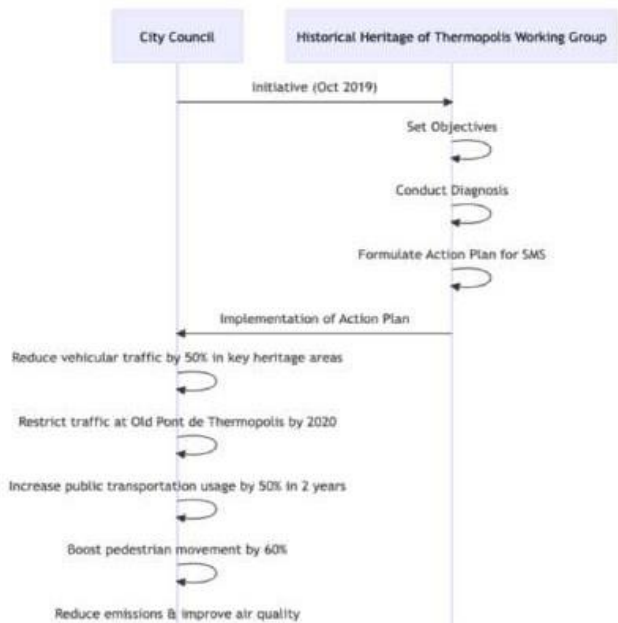 City Council
Historical Heritage of Thermopolis Working Group
Initiative (Oct 2019)
Set Objectives
Conduct Diagnosis
Formulate Action Plan for SMS
Implementation of Action Plan
Reduce vehicular traffic by 50% in key heritage areas
Restrict traffic at Old Pont de Thermopolis by 2020
Increase public transportation usage by 50% in 2 years
Boost pedestrian movement by 60%
Reduce emissions & improve air quality